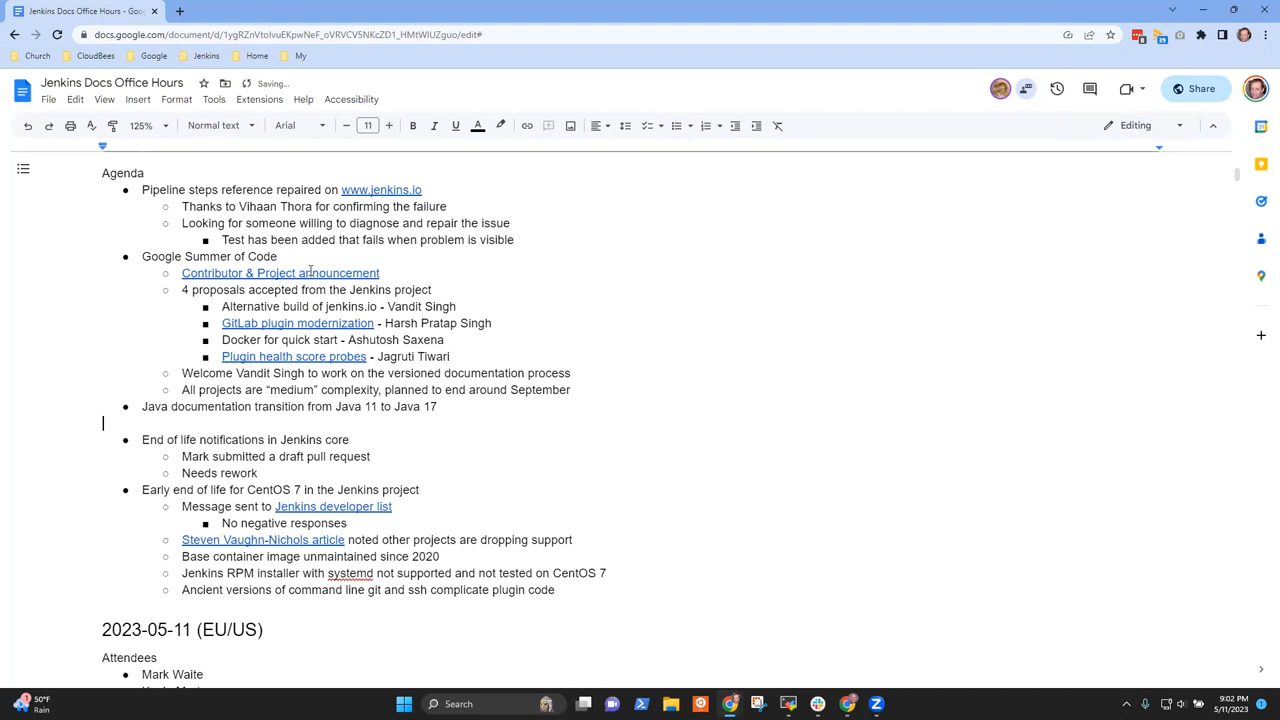 Jenkins Docs Office Hours - Goo
docs.google.com/document/d/1ygRZnVtoIvuEKpwNeF_oVRVCV5NKcZD1_HMtWIUZguo/edit#
Church CloudBees Google Jenkins Home My
Jenkins Docs Office Hours Saving...
File Edit View Insert Format Tools Extensions Help Accessibility
Share
125% Normal text Arial 11 Editing
Agenda
Pipeline steps reference repaired on www.jenkins.io
Thanks to Vihaan Thora for confirming the failure
Looking for someone willing to diagnose and repair the issue
Test has been added that fails when problem is visible
Google Summer of Code
Contributor & Project announcement
4 proposals accepted from the Jenkins project
Alternative build of jenkins.io - Vandit Singh
GitLab plugin modernization - Harsh Pratap Singh
Docker for quick start - Ashutosh Saxena
Plugin health score probes - Jagruti Tiwari
Welcome Vandit Singh to work on the versioned documentation process
All projects are “medium” complexity, planned to end around September
Java documentation transition from Java 11 to Java 17
End of life notifications in Jenkins core
Mark submitted a draft pull request
Needs rework
Early end of life for CentOS 7 in the Jenkins project
Message sent to Jenkins developer list
No negative responses
Steven Vaughn-Nichols article noted other projects are dropping support
Base container image unmaintained since 2020
Jenkins RPM installer with systemd not supported and not tested on CentOS 7
Ancient versions of command line git and ssh complicate plugin code
2023-05-11 (EU/US)
Attendees
Mark Waite
50°F
Rain
Search
9:02 PM
5/11/2023